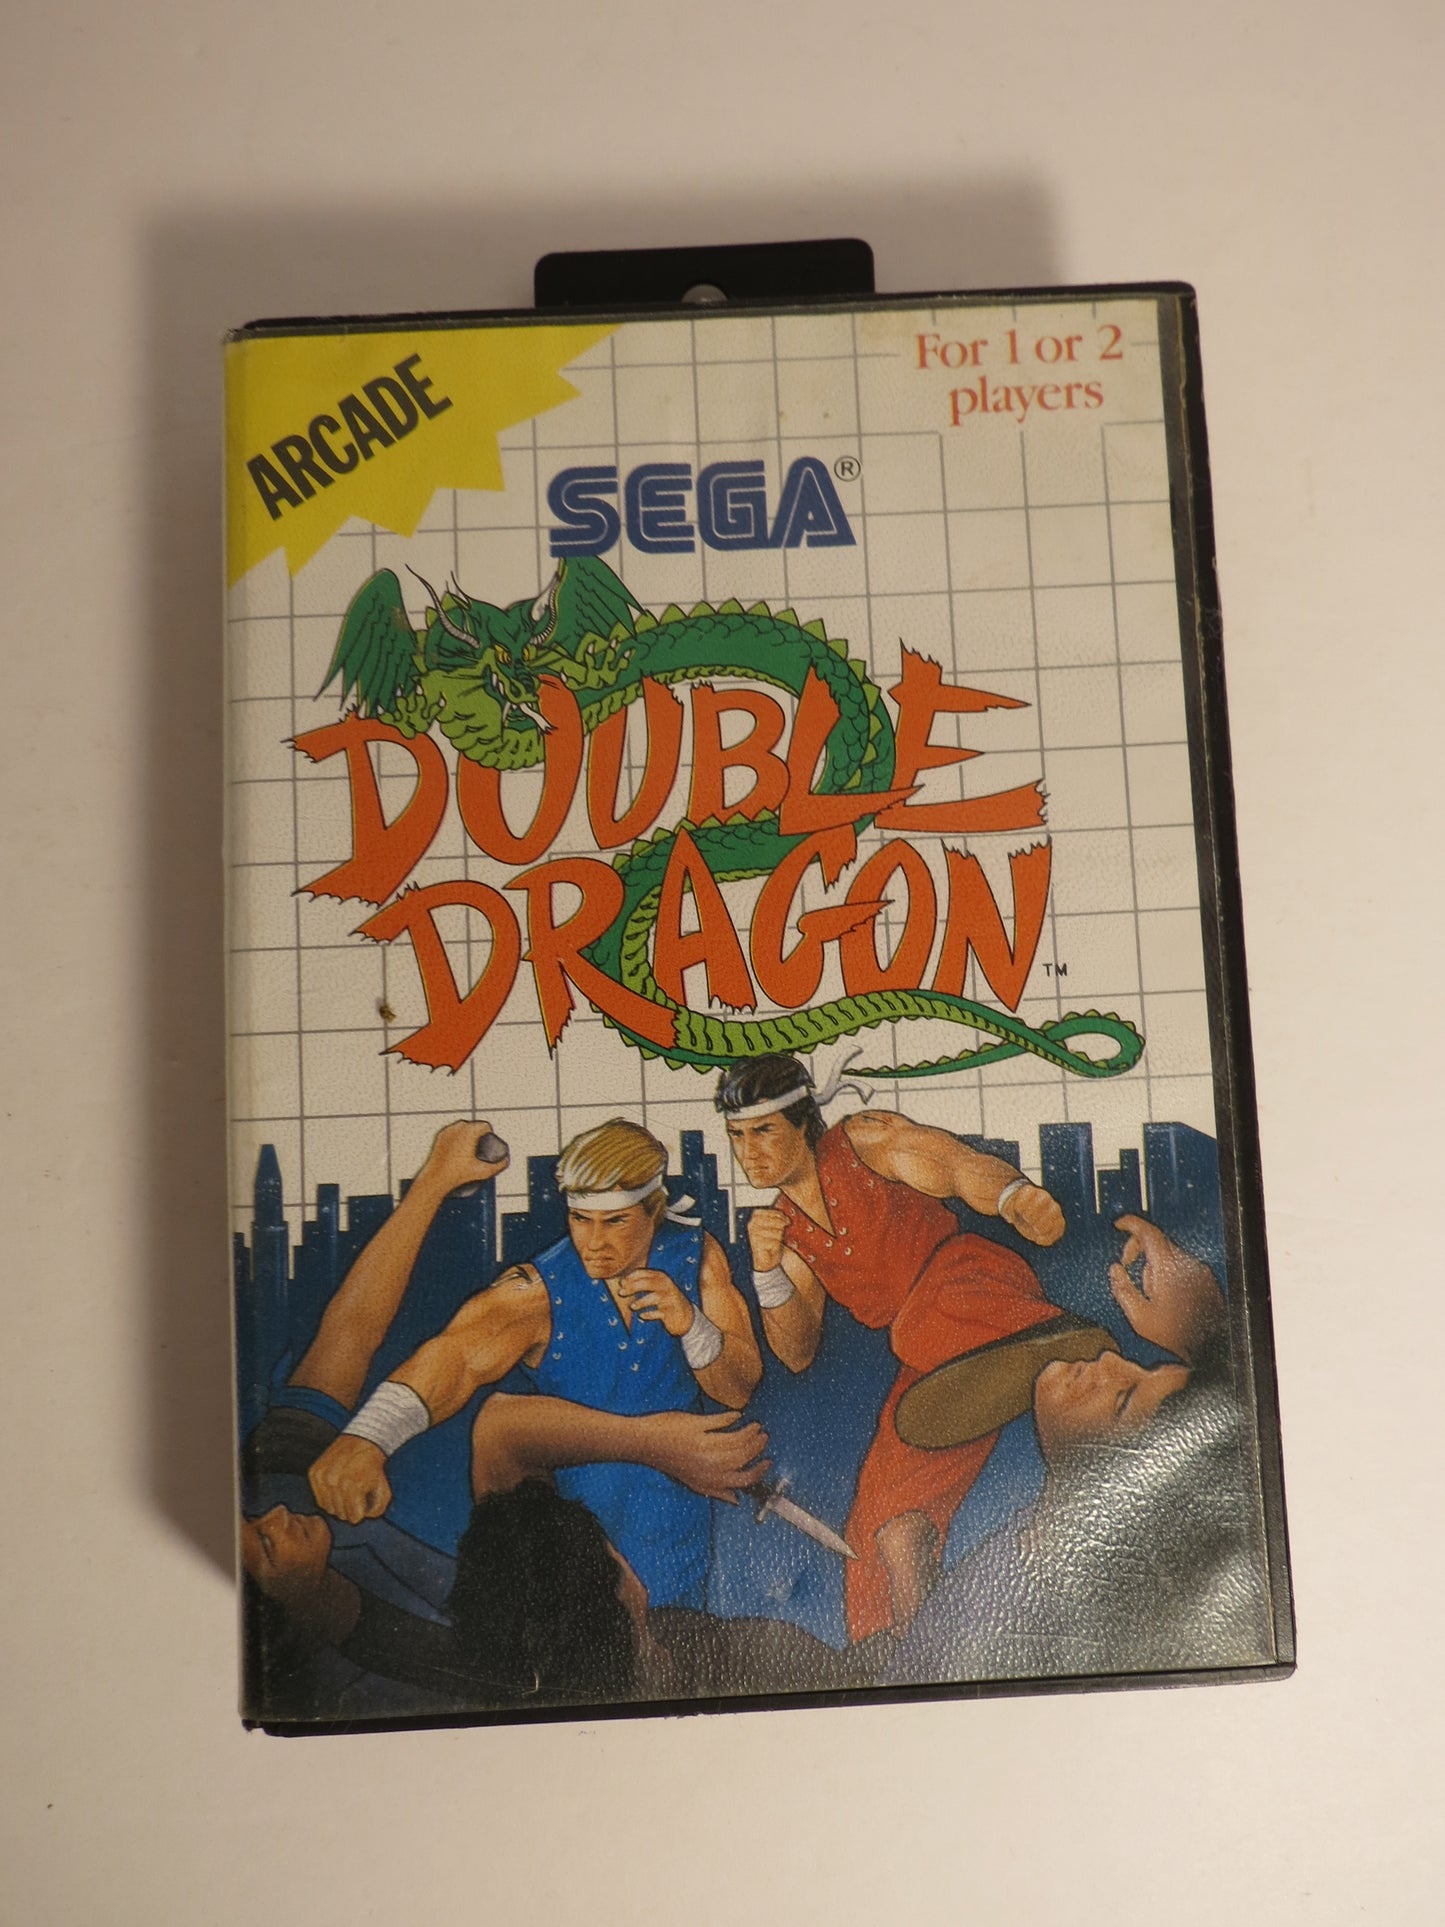 ARCADE
For 1 or 2
players
SEGA®
DOUBLE
DRAGON™